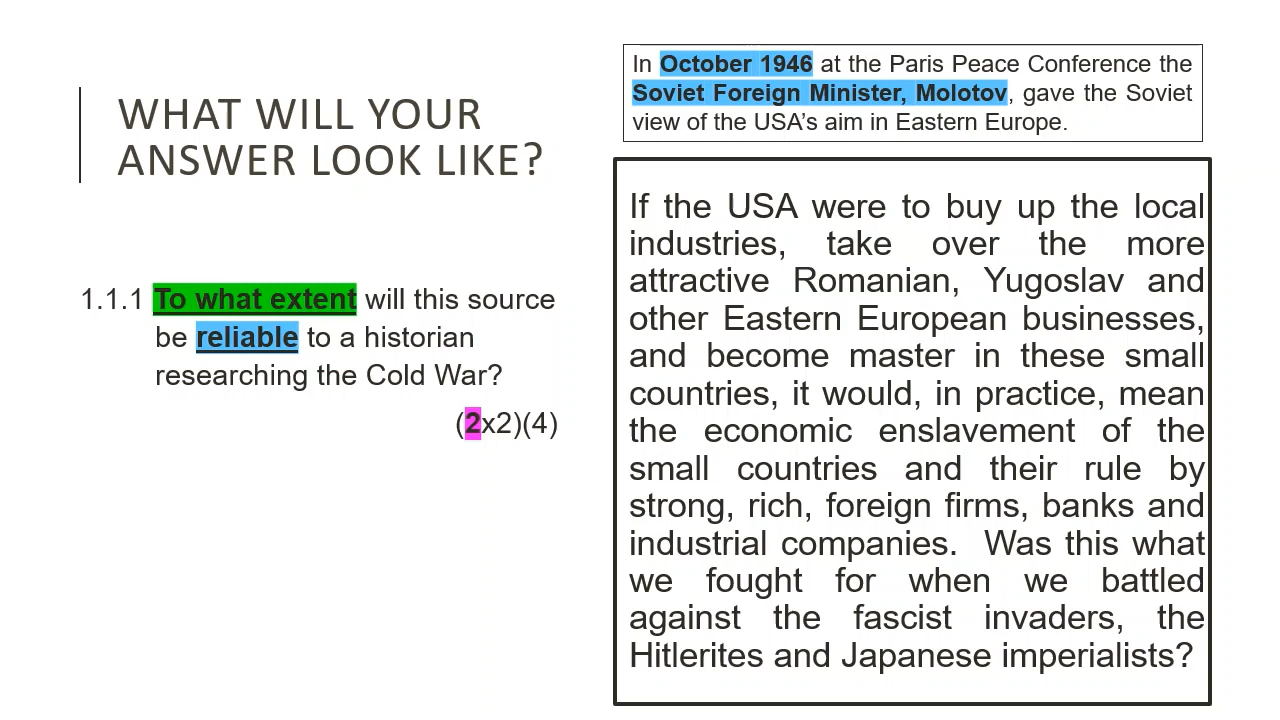 WHAT WILL YOUR
ANSWER LOOK LIKE?
1.1.1 To what extent will this source
be reliable to a historian
researching the Cold War?
(2x2)(4)
In October 1946 at the Paris Peace Conference the
Soviet Foreign Minister, Molotov, gave the Soviet
view of the USA’s aim in Eastern Europe.
If the USA were to buy up the local
industries, take over the more
attractive Romanian, Yugoslav and
other Eastern European businesses,
and become master in these small
countries, it would, in practice, mean
the economic enslavement of the
small countries and their rule by
strong, rich, foreign firms, banks and
industrial companies.  Was this what
we fought for when we battled
against the fascist invaders, the
Hitlerites and Japanese imperialists?